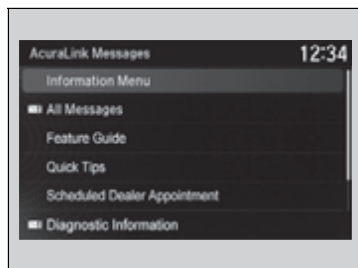 AcuraLink Messages 12:34
Information Menu
All Messages
Feature Guide
Quick Tips
Scheduled Dealer Appointment
Diagnostic Information